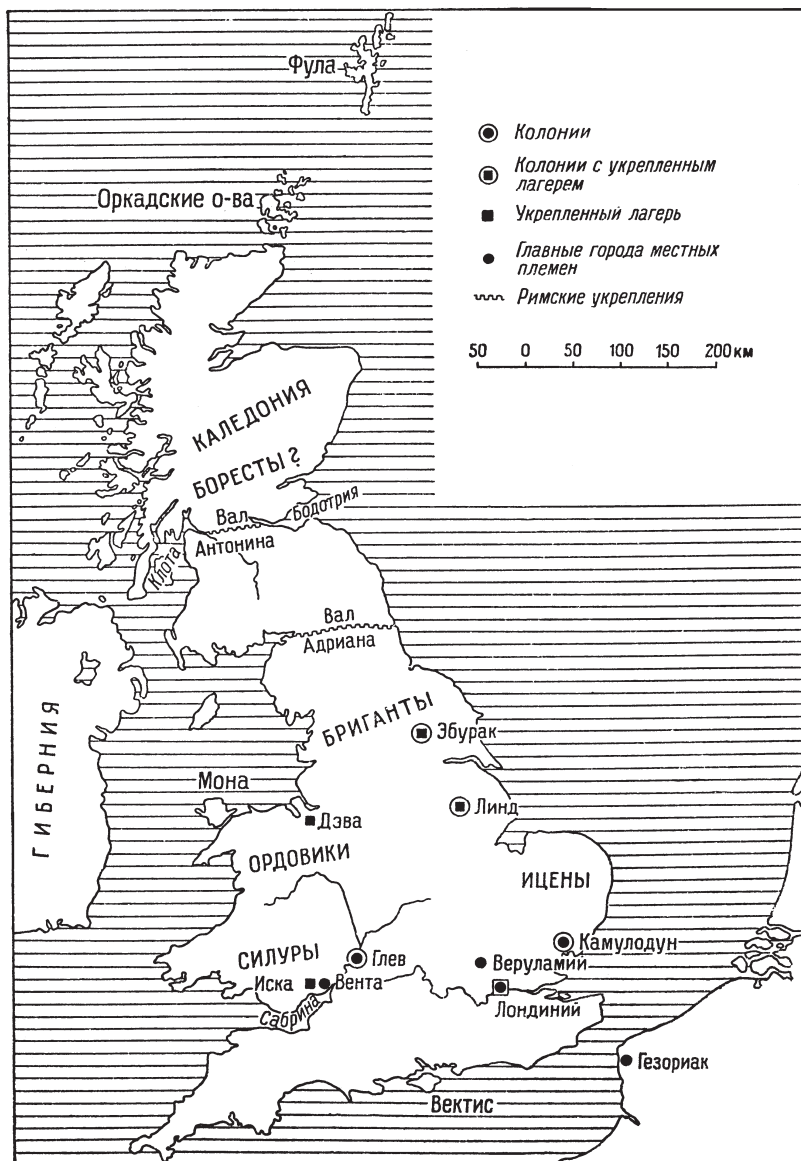 Фула
Оркадские о-ва
Колонии
Колонии с укрепленным
лагерем
Укрепленный лагерь
Главные города местных
племен
Римские укрепления
50 0 50 100 200 км
КАЛЕДОНИЯ
БОРЕСТЫ?
Бодотрия
Вал
Антонина
Клота
Вал
Адриана
БРИГАНТЫ
Эбурак
ГИБЕРНИЯ
Мона
Линд
Дэва
ОРДОВИКИ
ИЦЕНЫ
Камулодун
СИЛУРЫ
Глев
Веруламий
Иска
Вента
Лондиний
Сабрина
Гезориак
Вектис